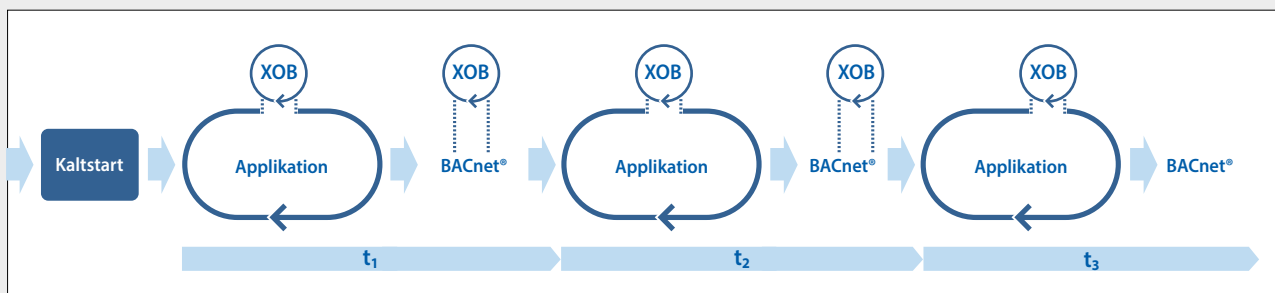 XOB
XOB
XOB
XOB
XOB
Kaltstart
Applikation
BACnet®
Applikation
BACnet®
Applikation
BACnet®
t₁
t₂
t₃